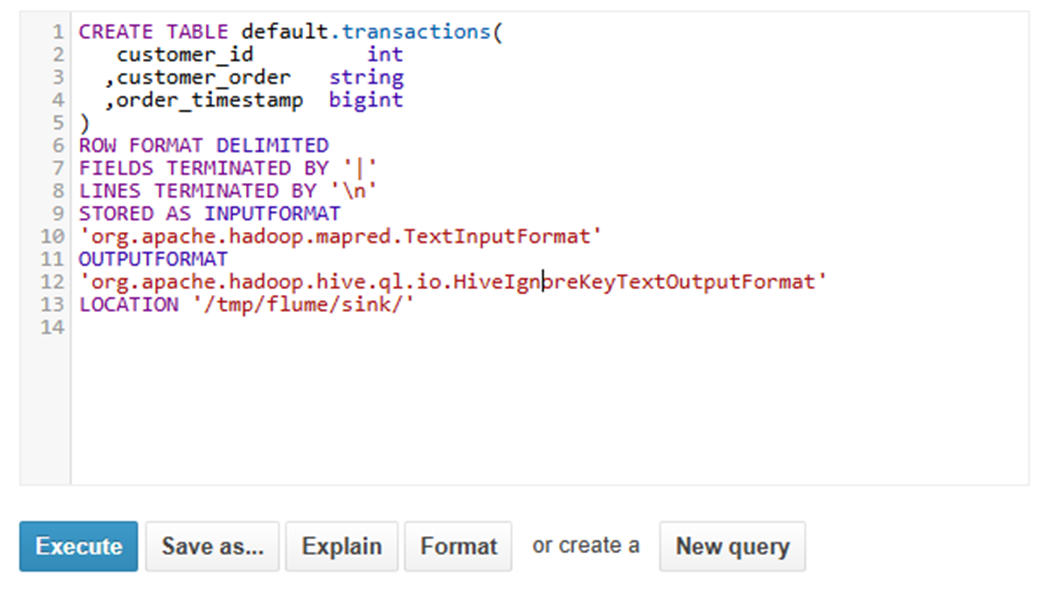 1 CREATE TABLE default.transactions(
2 customer_id int
3 ,customer_order string
4 ,order_timestamp bigint
5 )
6 ROW FORMAT DELIMITED
7 FIELDS TERMINATED BY '|'
8 LINES TERMINATED BY '\n'
9 STORED AS INPUTFORMAT
10 'org.apache.hadoop.mapred.TextInputFormat'
11 OUTPUTFORMAT
12 'org.apache.hadoop.hive.ql.io.HiveIgnoreKeyTextOutputFormat'
13 LOCATION '/tmp/flume/sink/'
14
Execute Save as... Explain Format or create a New query